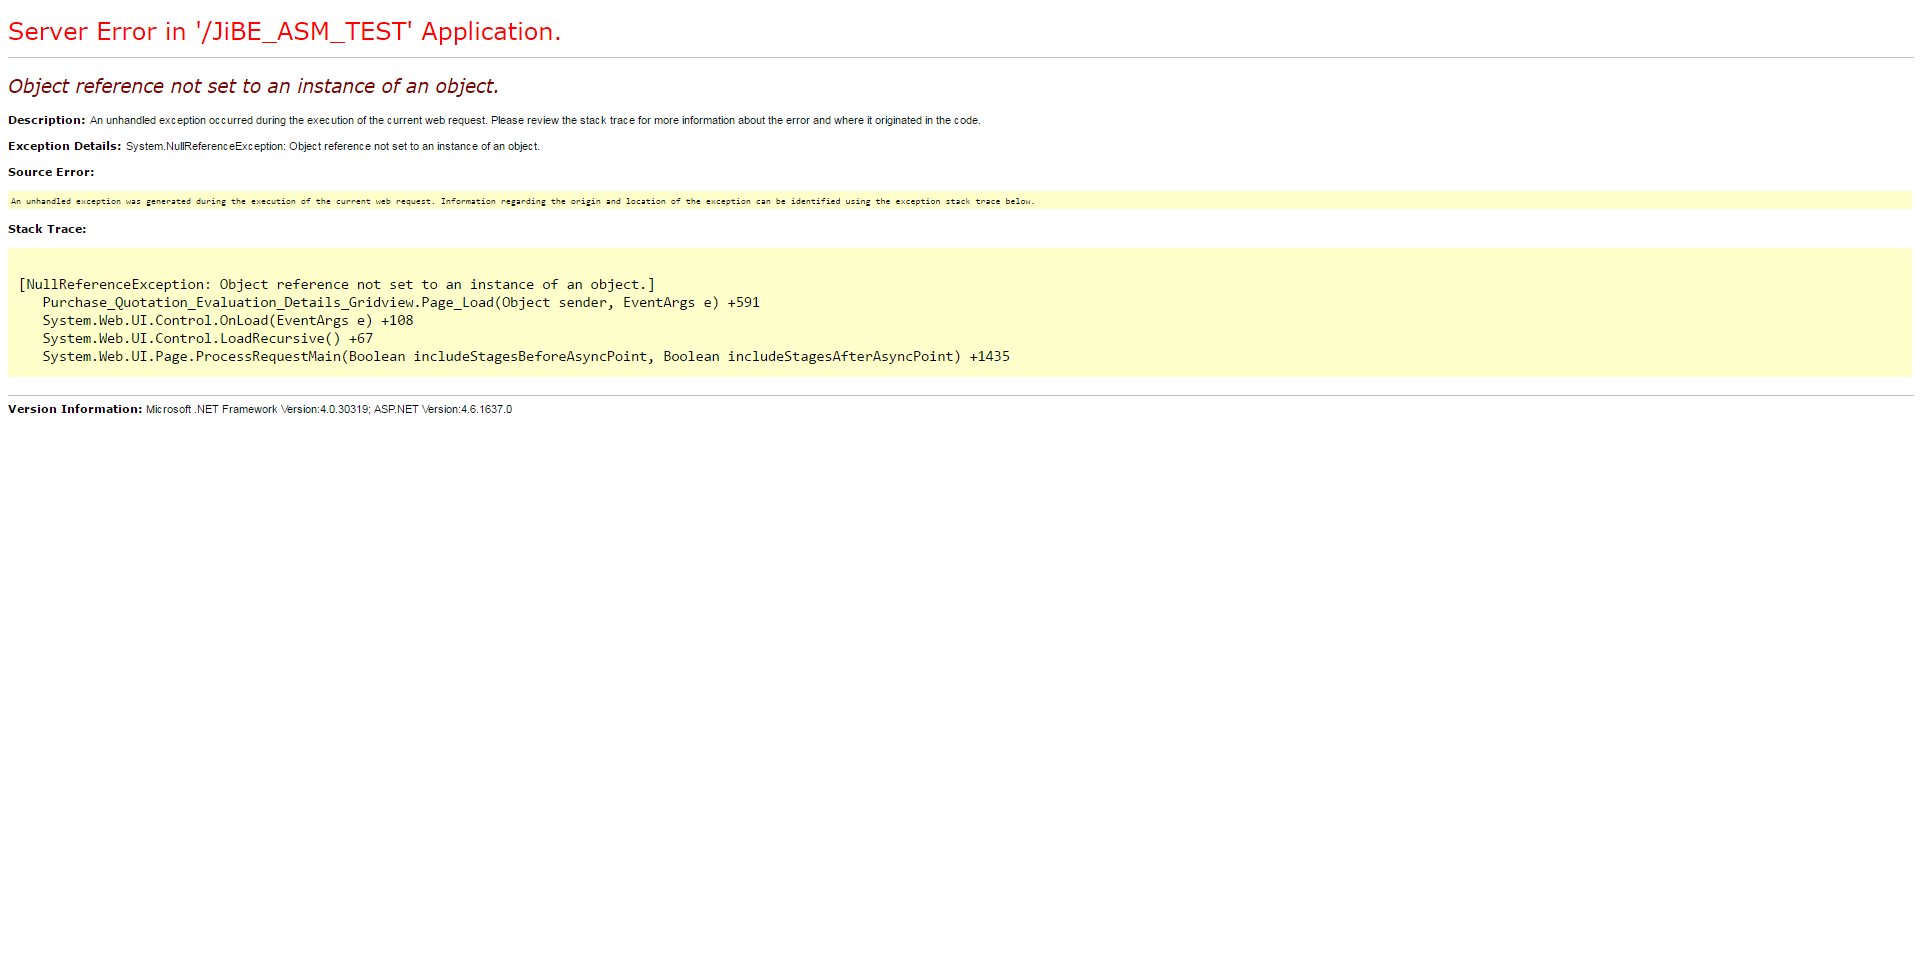 Server Error in '/JiBE_ASM_TEST' Application.
Object reference not set to an instance of an object.
Description: An unhandled exception occurred during the execution of the current web request. Please review the stack trace for more information about the error and where it originated in the code.
Exception Details: System.NullReferenceException: Object reference not set to an instance of an object.
Source Error:
An unhandled exception was generated during the execution of the current web request. Information regarding the origin and location of the exception can be identified using the exception stack trace below.
Stack Trace:
[NullReferenceException: Object reference not set to an instance of an object.]
Purchase_Quotation_Evaluation_Details_Gridview.Page_Load(Object sender, EventArgs e) +591
System.Web.UI.Control.OnLoad(EventArgs e) +108
System.Web.UI.Control.LoadRecursive() +67
System.Web.UI.Page.ProcessRequestMain(Boolean includeStagesBeforeAsyncPoint, Boolean includeStagesAfterAsyncPoint) +1435
Version Information: Microsoft .NET Framework Version:4.0.30319; ASP.NET Version:4.6.1637.0